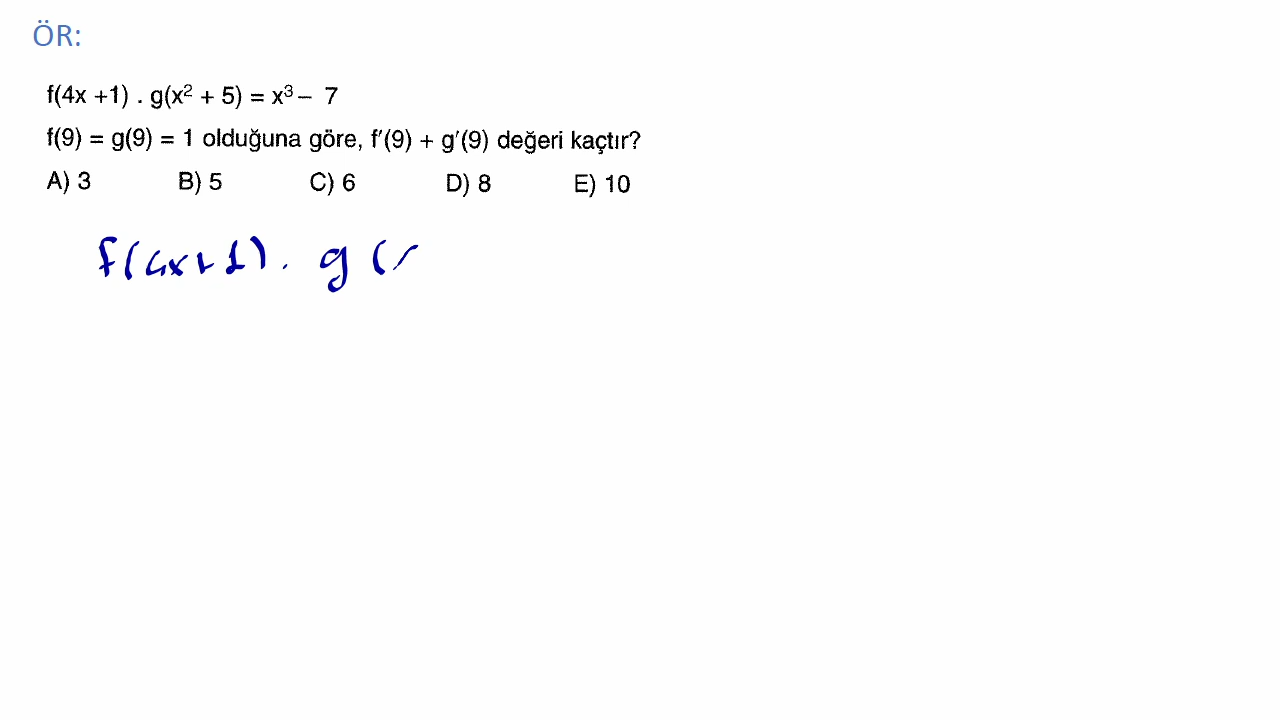 ÖR:
f(4x +1) . g(x² + 5) = x³ – 7
f(9) = g(9) = 1 olduğuna göre, f′(9) + g′(9) değeri kaçtır?
A) 3 B) 5 C) 6 D) 8 E) 10
f(4x+1) . g (